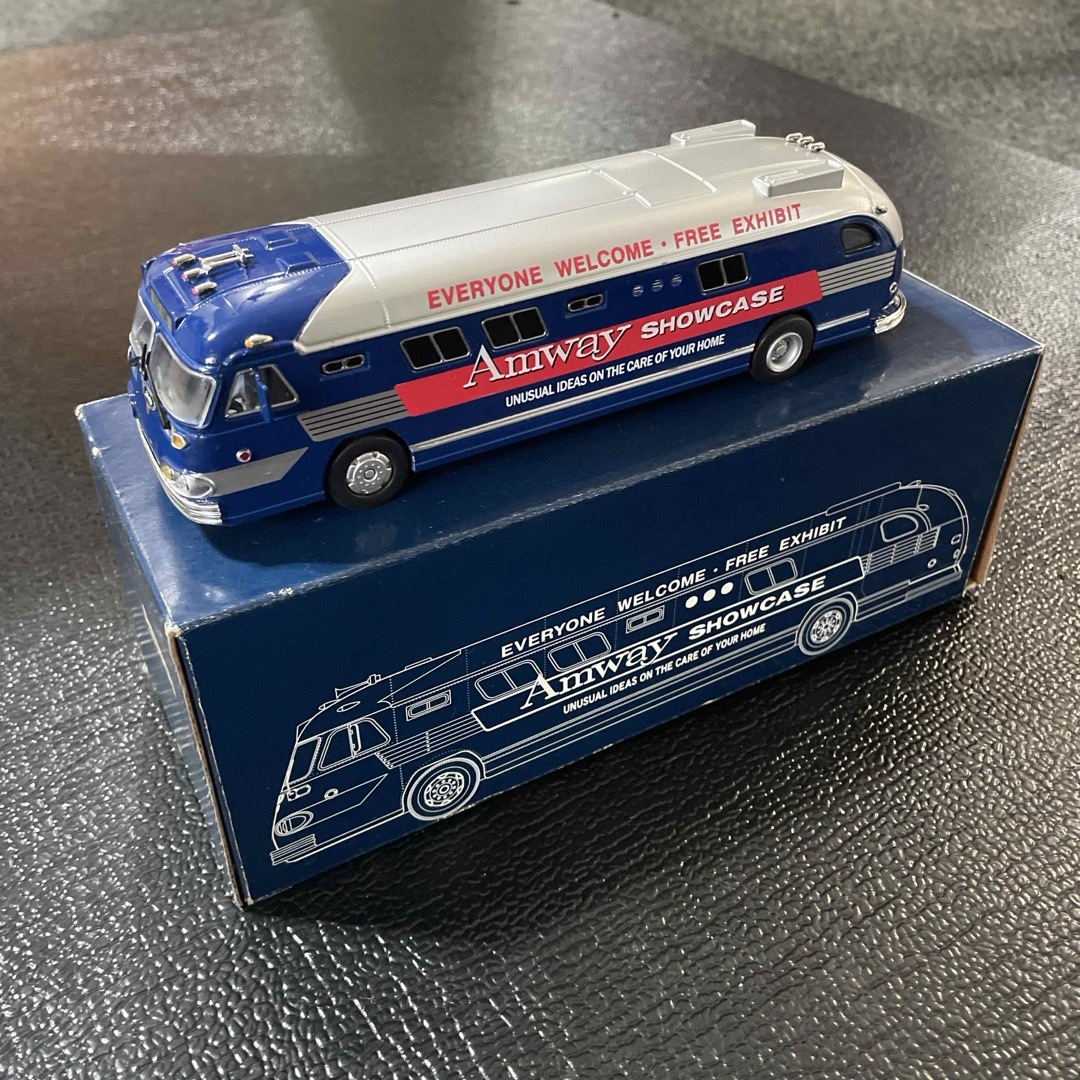 EVERYONE WELCOME · FREE EXHIBIT
Amway SHOWCASE
UNUSUAL IDEAS ON THE CARE OF YOUR HOME
EVERYONE WELCOME · FREE EXHIBIT
Amway SHOWCASE
UNUSUAL IDEAS ON THE CARE OF YOUR HOME